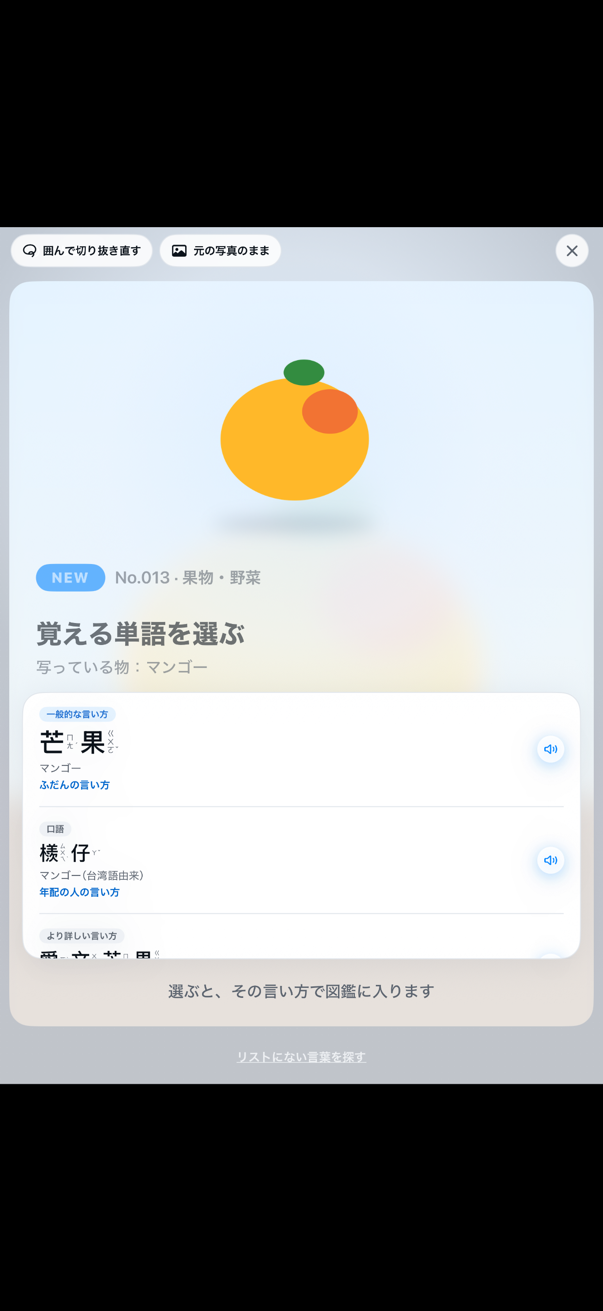 囲んで切り抜き直す
元の写真のまま
NEW No.013・果物・野菜
覚える単語を選ぶ
写っている物：マンゴー
一般的な言い方
芒果
マンゴー
ふだんの言い方
口語
檨仔
マンゴー（台湾語由来）
年配の人の言い方
より詳しい言い方
選ぶと、その言い方で図鑑に入ります
リストにない言葉を探す